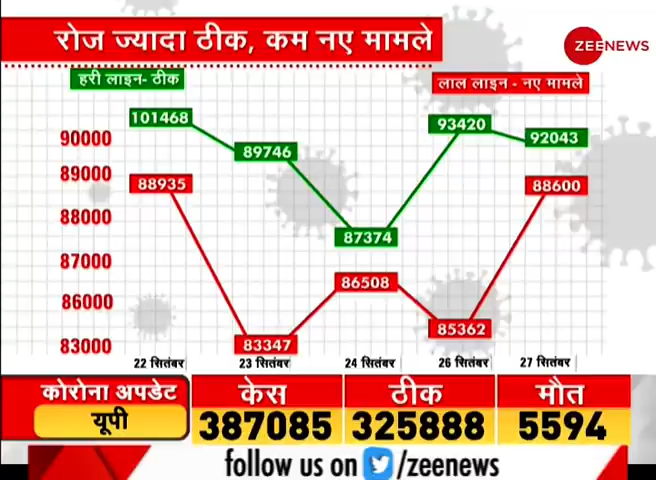 रोज ज्यादा ठीक, कम नए मामले
ZEENEWS
हरी लाइन- ठीक
लाल लाइन - नए मामले
101468
89746
87374
93420
92043
88935
83347
86508
85362
88600
90000
89000
88000
87000
86000
83000
22 सितंबर
23 सितंबर
24 सितंबर
26 सितंबर
27 सितंबर
कोरोना अपडेट
यूपी
केस
387085
ठीक
325888
मौत
5594
follow us on /zeenews